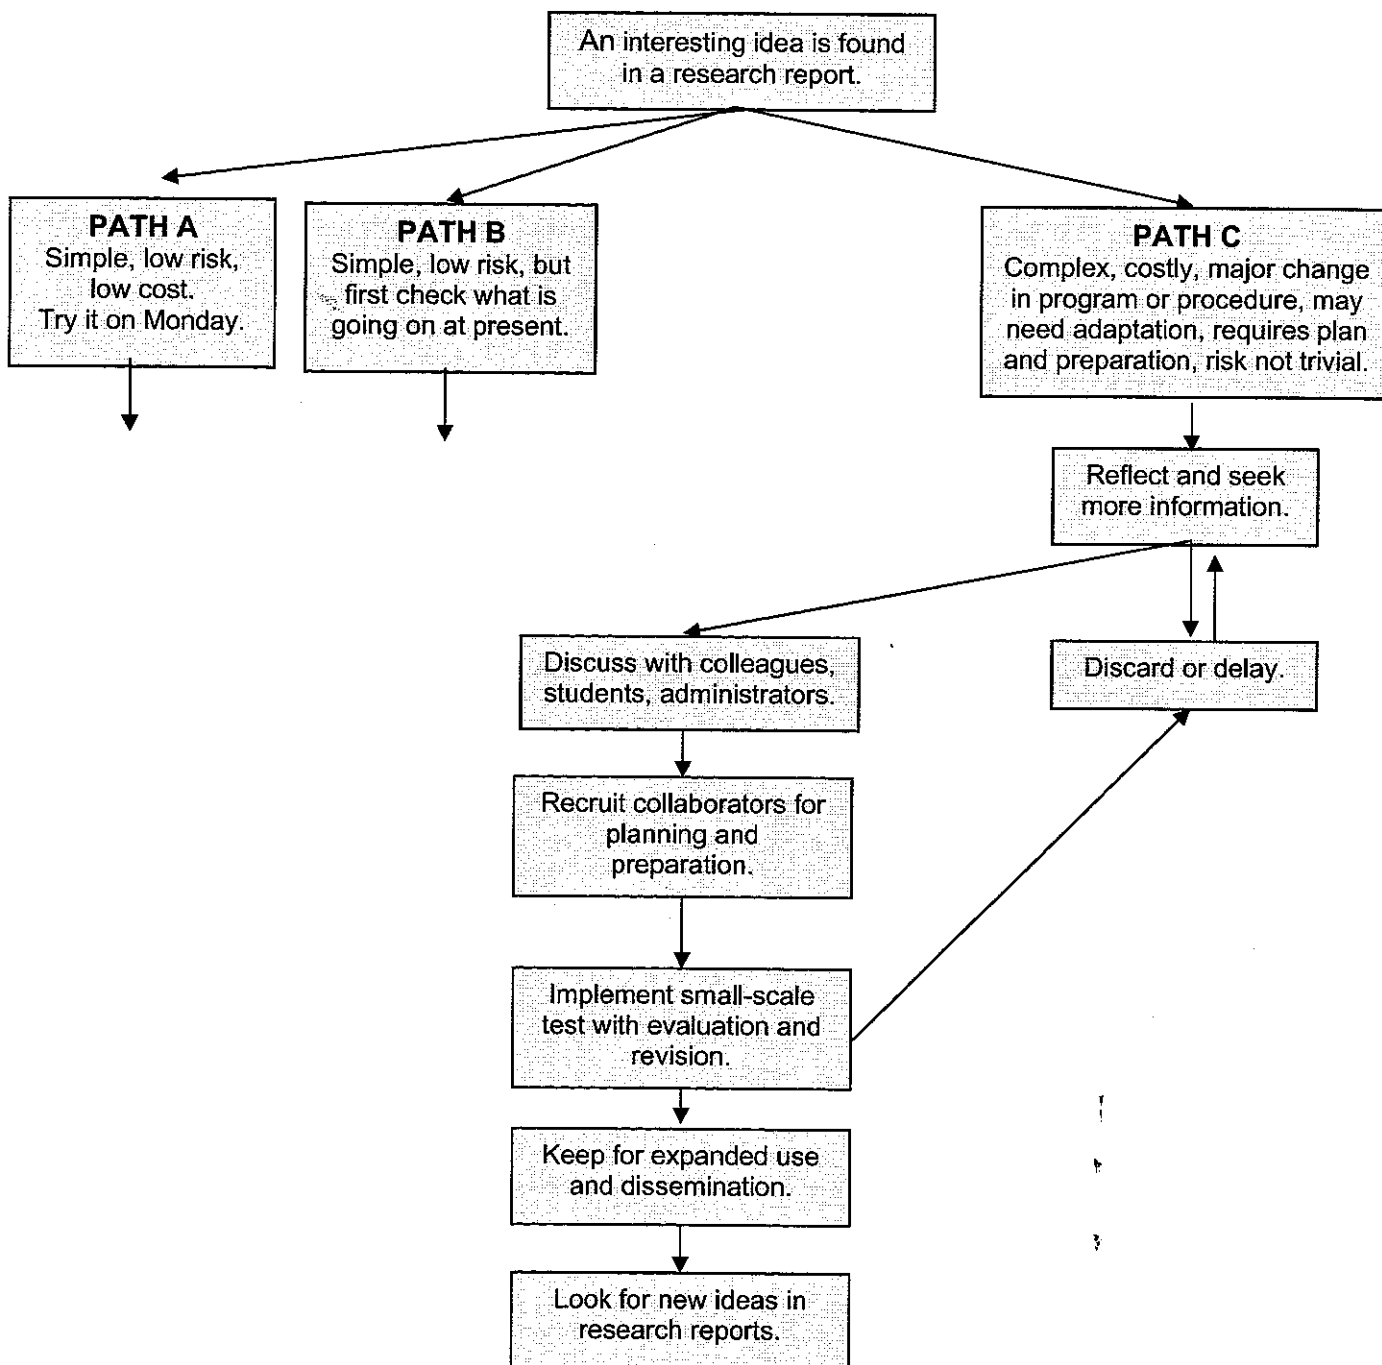 An interesting idea is found
in a research report.
PATH A
Simple, low risk,
low cost.
Try it on Monday.
PATH B
Simple, low risk, but
first check what is
going on at present.
PATH C
Complex, costly, major change
in program or procedure, may
need adaptation, requires plan
and preparation, risk not trivial.
Reflect and seek
more information.
Discuss with colleagues,
students, administrators.
Discard or delay.
Recruit collaborators for
planning and
preparation.
Implement small-scale
test with evaluation and
revision.
Keep for expanded use
and dissemination.
Look for new ideas in
research reports.